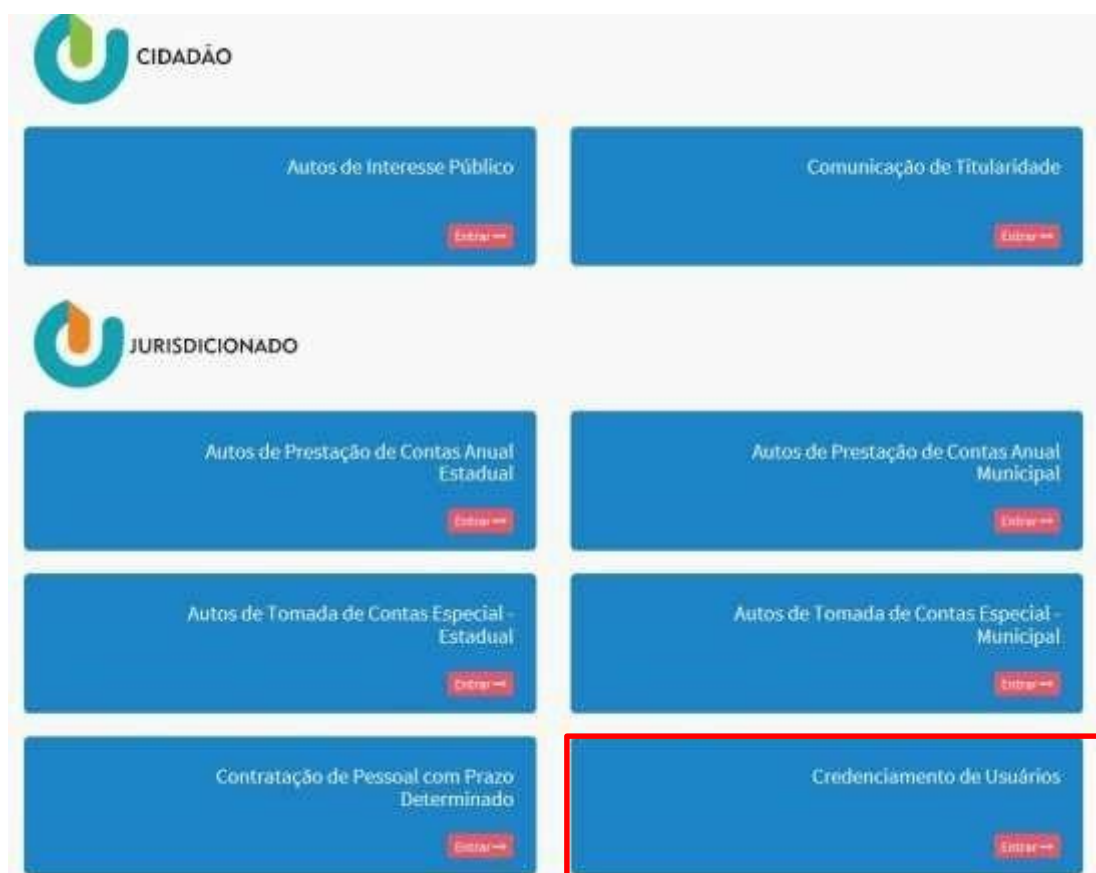 CIDADÃO
Autos de Interesse Público
Entrar
Comunicação de Titularidade
Entrar
JURISDICIONADO
Autos de Prestação de Contas Anual
Estadual
Entrar
Autos de Prestação de Contas Anual
Municipal
Entrar
Autos de Tomada de Contas Especial -
Estadual
Entrar
Autos de Tomada de Contas Especial -
Municipal
Entrar
Contratação de Pessoal com Prazo
Determinado
Entrar
Credenciamento de Usuários
Entrar